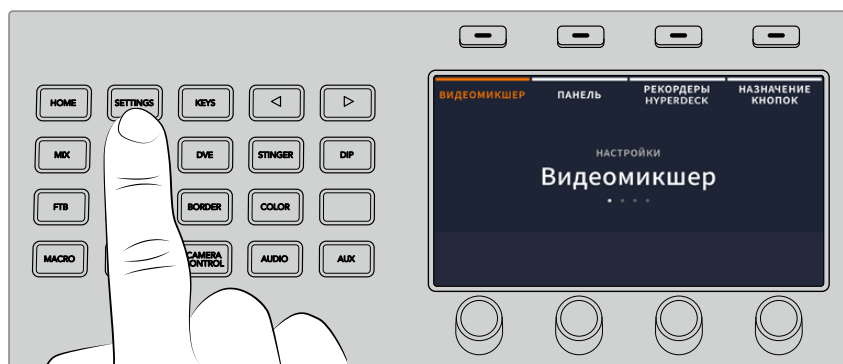 HOME
SETTINGS
KEYS
MIX
DVE
STINGER
DIP
FTB
BORDER
COLOR
MACRO
CAMERA
CONTROL
AUDIO
AUX
ВИДЕОМИКШЕР
ПАНЕЛЬ
РЕКОРДЕРЫ
HYPERDECK
НАЗНАЧЕНИЕ
КНОПОК
НАСТРОЙКИ
Видеомикшер